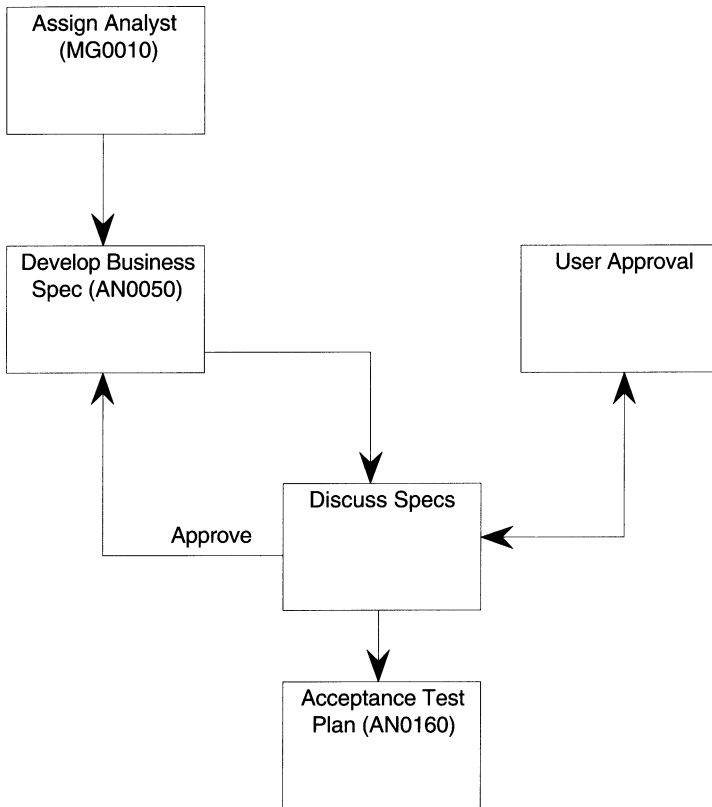 Assign Analyst
(MG0010)
Develop Business
Spec (AN0050)
User Approval
Discuss Specs
Approve
Acceptance Test
Plan (AN0160)